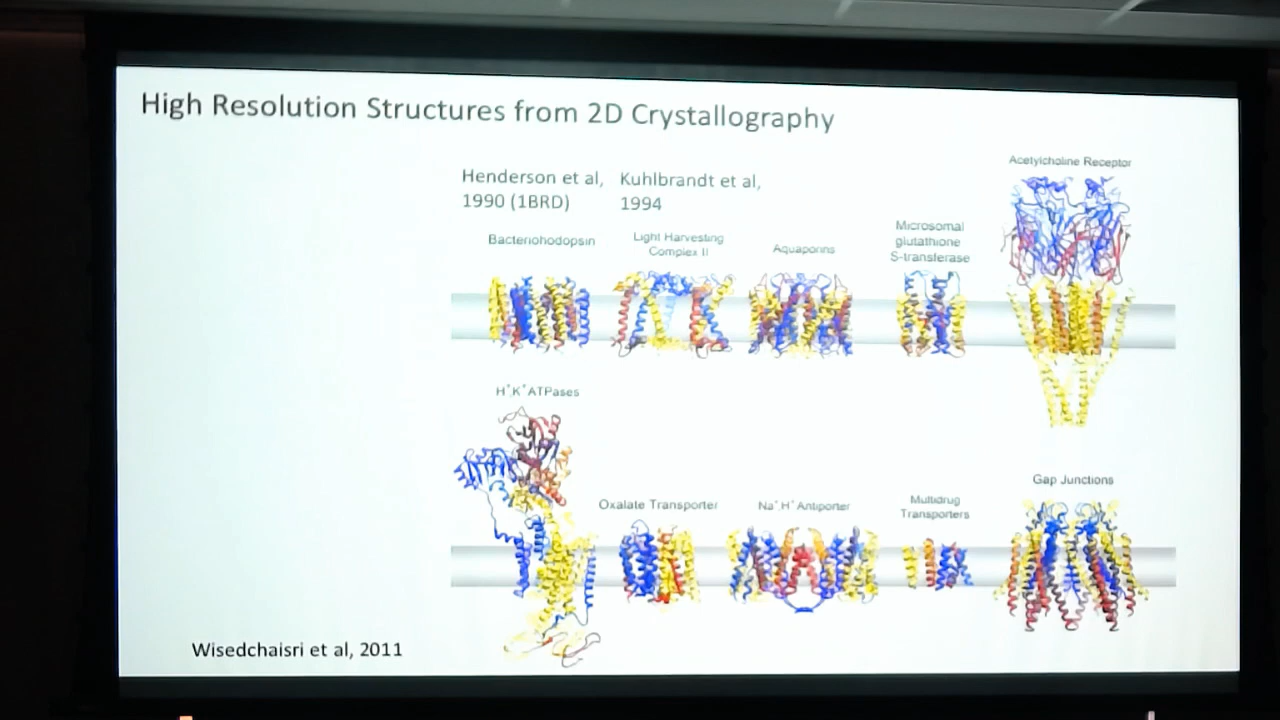 High Resolution Structures from 2D Crystallography
Henderson et al,
1990 (1BRD)
Kuhlbrandt et al,
1994
Acetylcholine Receptor
Bacteriohodopsin
Light Harvesting
Complex II
Aquaporins
Microsomal
glutathione
S-transferase
H⁺K⁺ATPases
Oxalate Transporter
Na⁺H⁺Antiporter
Multidrug
Transporters
Gap Junctions
Wisedchaisri et al, 2011